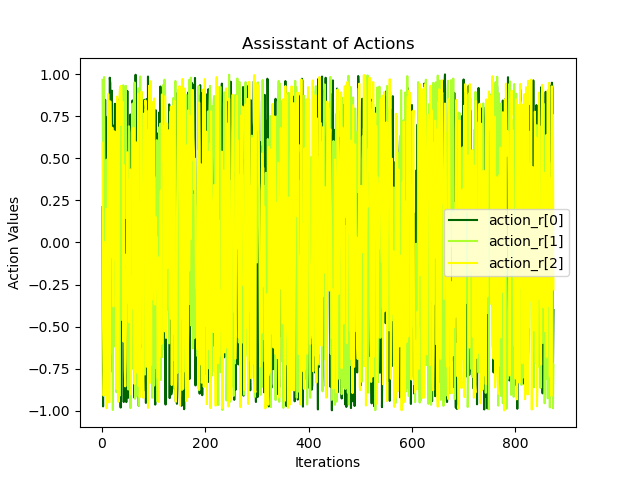 Assisstant of Actions
Action Values
1.00
0.75
0.50
0.25
0.00
−0.25
−0.50
−0.75
−1.00
action_r[0]
action_r[1]
action_r[2]
0 200 400 600 800
Iterations